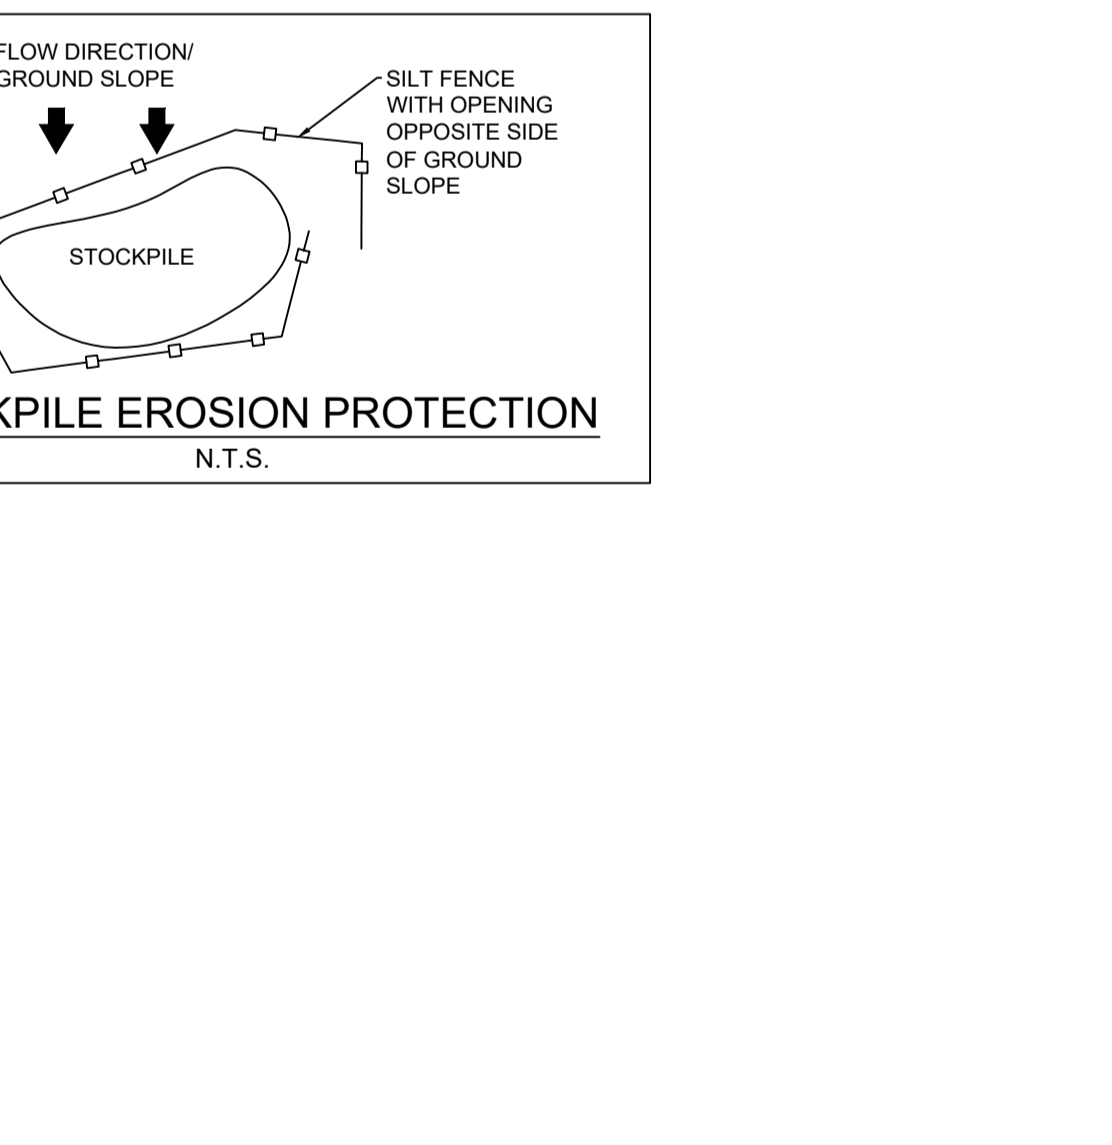 FLOW DIRECTION/
GROUND SLOPE
SILT FENCE
WITH OPENING
OPPOSITE SIDE
OF GROUND
SLOPE
STOCKPILE
KPILE EROSION PROTECTION
N.T.S.